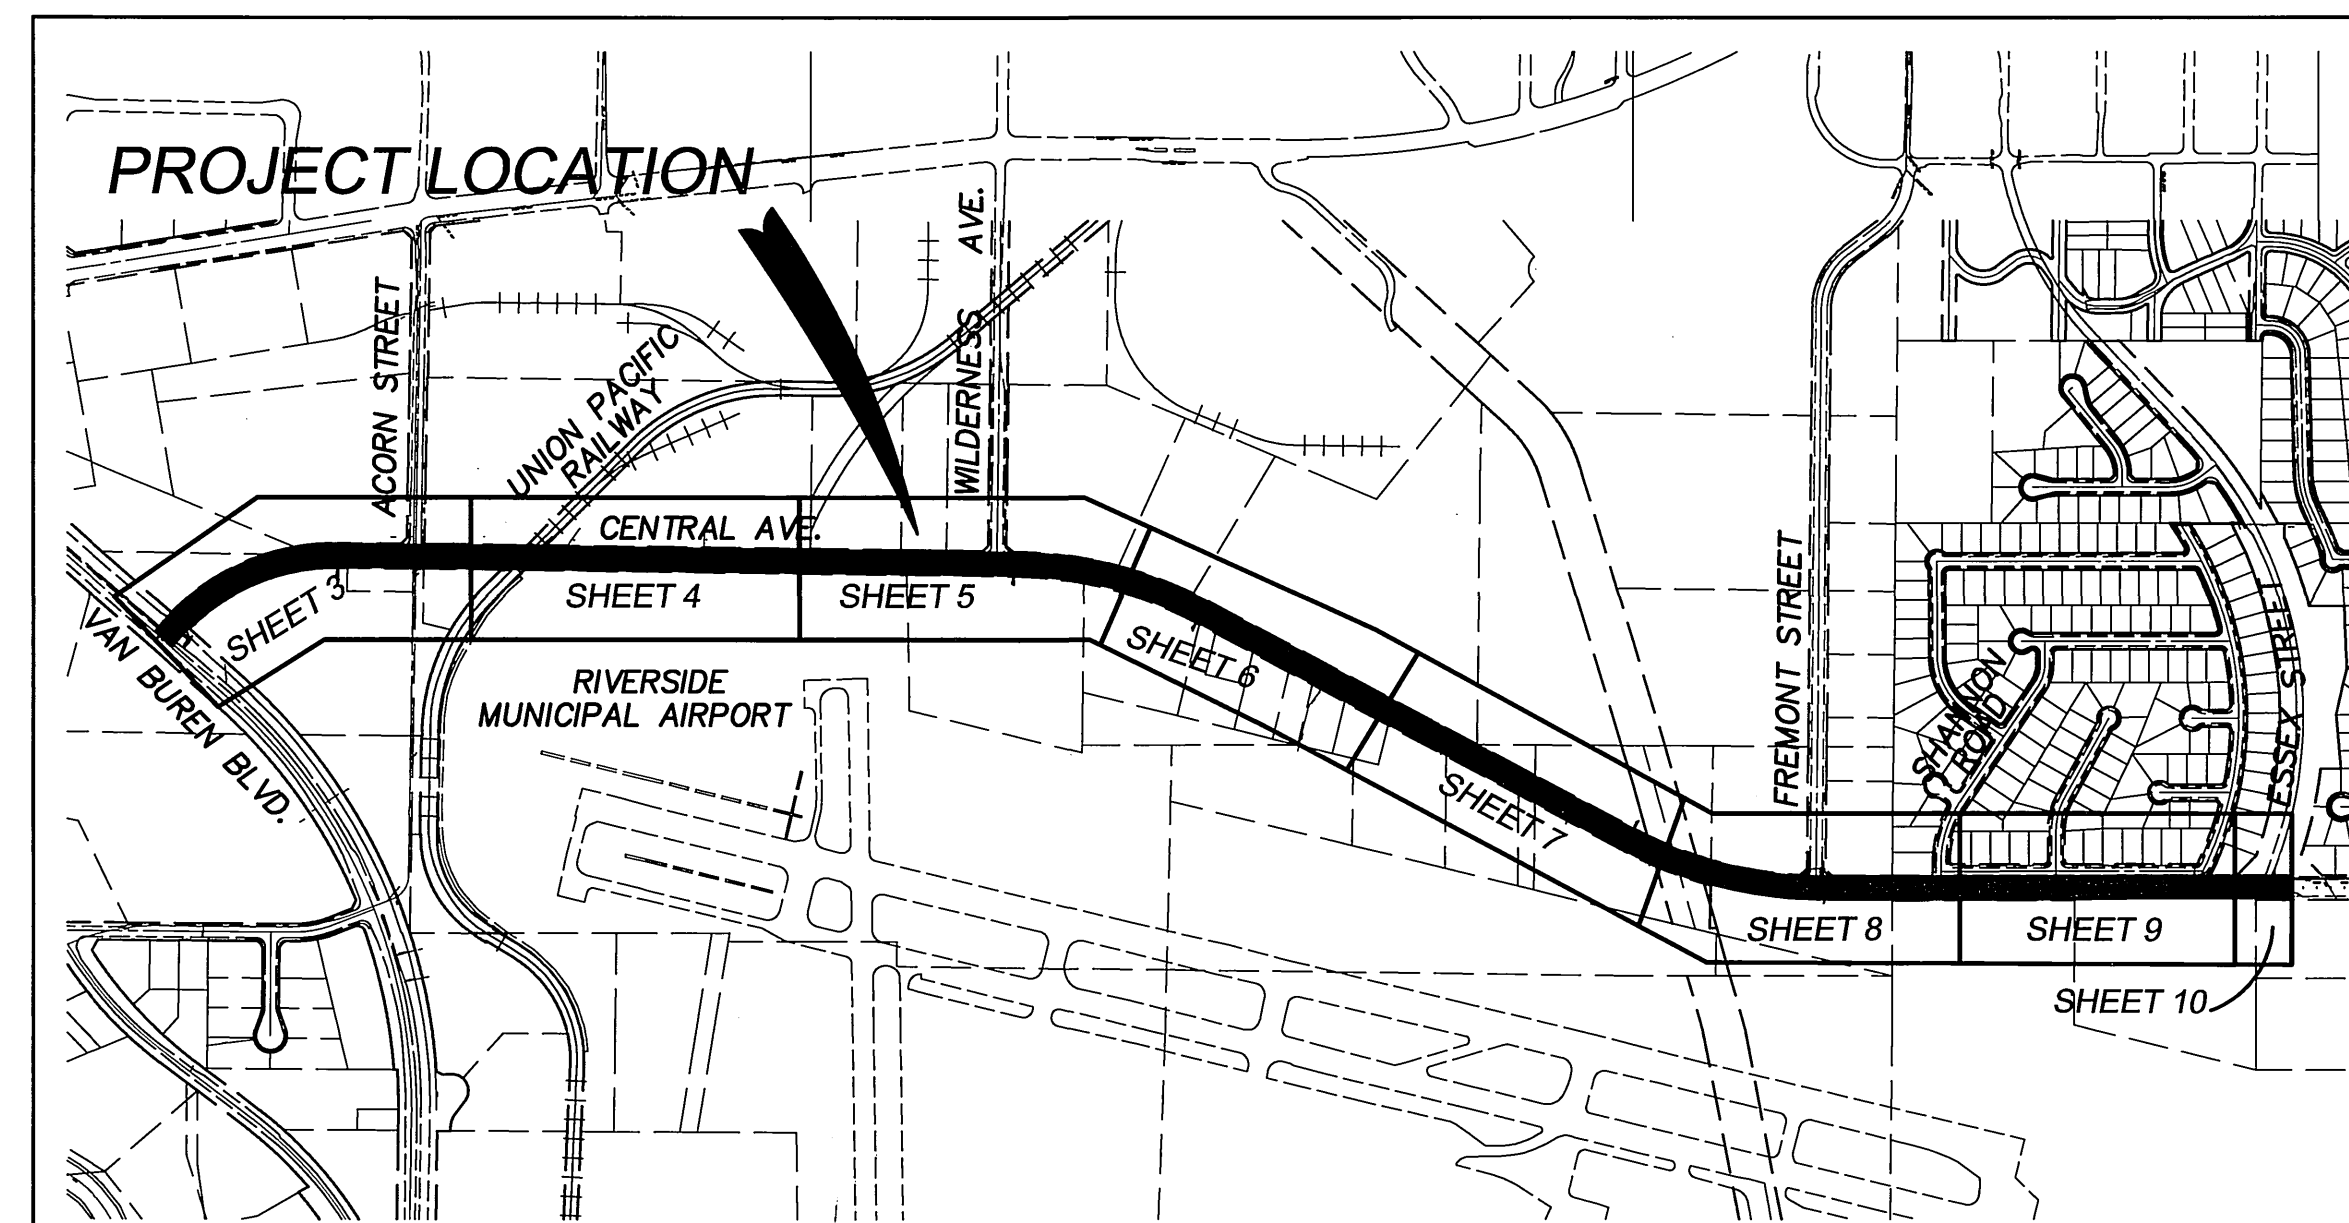 PROJECT LOCATION
ACORN STREET
UNION PACIFIC
RAILWAY
WILDERNESS AVE.
CENTRAL AVE.
SHEET 3
SHEET 4
SHEET 5
SHEET 6
SHEET 7
SHEET 8
SHEET 9
SHEET 10
VAN BUREN BLVD.
RIVERSIDE
MUNICIPAL AIRPORT
FREMONT STREET
SHANNON
ROAD
ESSEX STREET